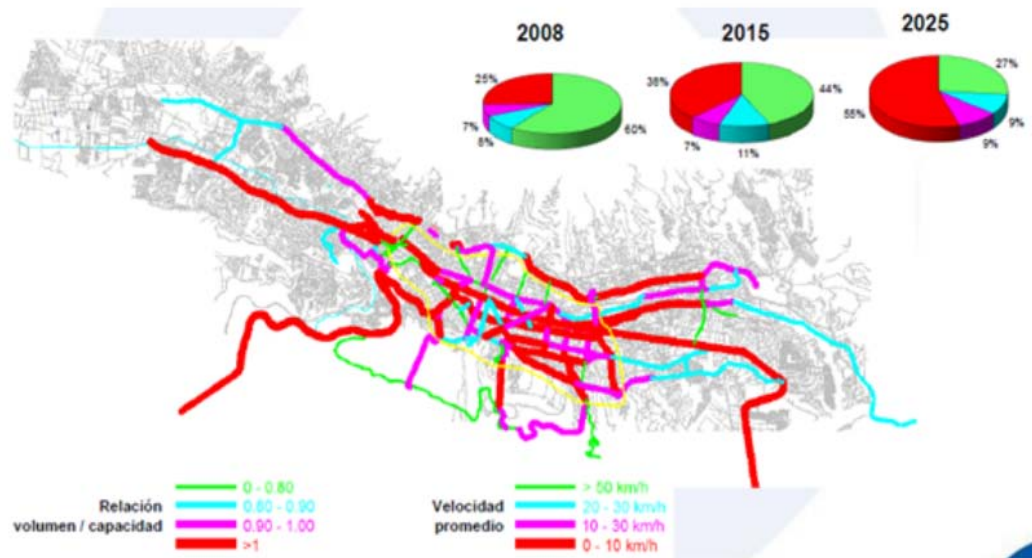 2008
2015
2025
25%
60%
7%
8%
38%
44%
7%
11%
55%
27%
9%
9%
Relación
volumen / capacidad
0 - 0.80
0.80 - 0.90
0.90 - 1.00
>1
Velocidad
promedio
> 50 km/h
20 - 30 km/h
10 - 30 km/h
0 - 10 km/h